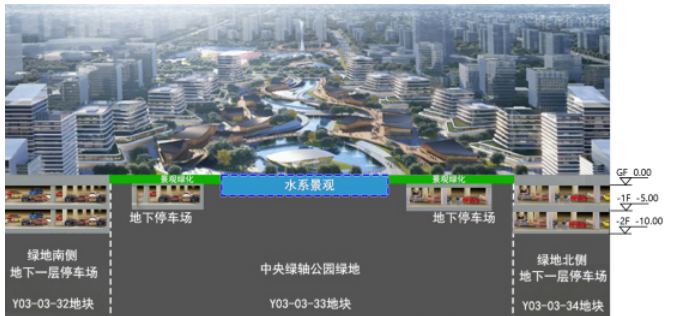 景观绿化
水系景观
景观绿化
GF 0.00
-1F -5.00
-2F -10.00
地下停车场
地下停车场
绿地南侧
地下一层停车场
中央绿轴公园绿地
绿地北侧
地下一层停车场
Y03-03-32地块
Y03-03-33地块
Y03-03-34地块